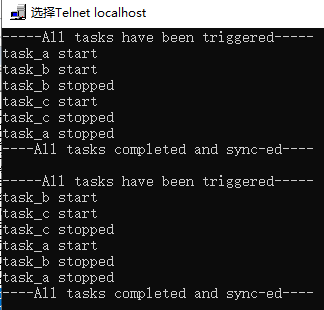 选择Telnet localhost
-----All tasks have been triggered-----
task_a start
task_b start
task_b stopped
task_c start
task_c stopped
task_a stopped
----All tasks completed and sync-ed----
-----All tasks have been triggered-----
task_b start
task_c start
task_c stopped
task_a start
task_b stopped
task_a stopped
----All tasks completed and sync-ed----